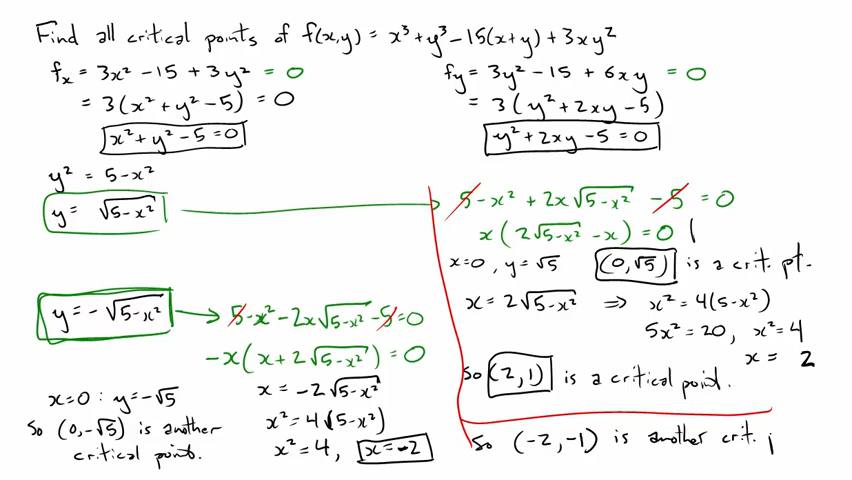 Find all critical points of f(x,y) = x³ + y³ - 15(x+y) + 3xy²
fx = 3x² - 15 + 3y² = 0
= 3(x² + y² - 5) = 0
x² + y² - 5 = 0
fy = 3y² - 15 + 6xy = 0
= 3(y² + 2xy - 5)
y² + 2xy - 5 = 0
y² = 5 - x²
y = √(5-x²)
5 - x² + 2x√(5-x²) - 5 = 0
x(2√(5-x²) - x) = 0
x=0, y=√5 (0,√5) is a crit. pt.
x = 2√(5-x²) ⇒ x² = 4(5-x²)
5x² = 20, x² = 4
x = 2
So (2,1) is a critical point.
y = -√(5-x²)
5 - x² - 2x√(5-x²) - 5 = 0
-x(x + 2√(5-x²)) = 0
x=0: y=-√5
So (0,-√5) is another
critical point.
x = -2√(5-x²)
x² = 4(5-x²)
x² = 4, x = -2
So (-2,-1) is another crit.